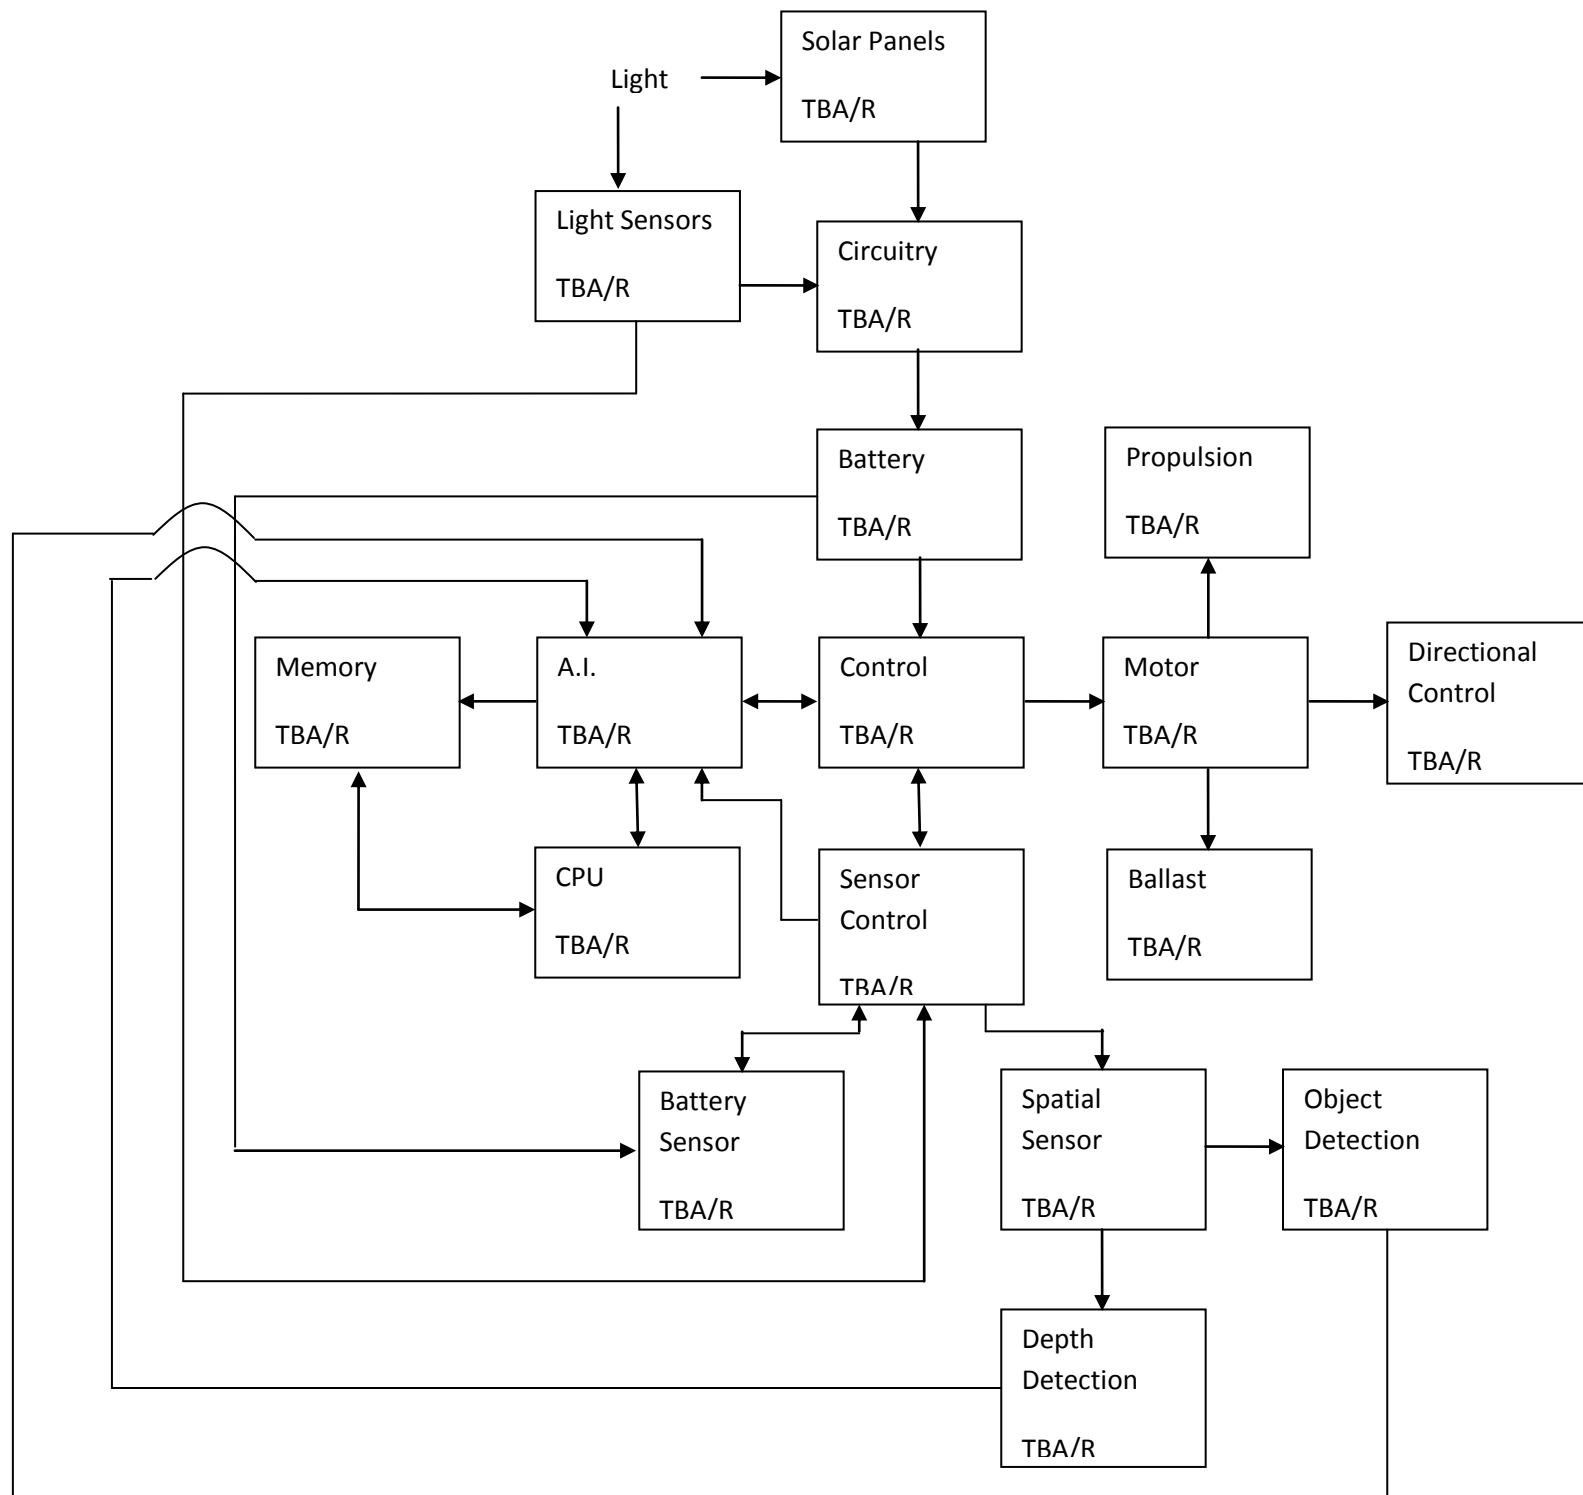 Solar Panels
TBA/R
Light
Light Sensors
TBA/R
Circuitry
TBA/R
Battery
TBA/R
Propulsion
TBA/R
Memory
TBA/R
A.I.
TBA/R
Control
TBA/R
Motor
TBA/R
Directional
Control
TBA/R
CPU
TBA/R
Sensor
Control
TBA/R
Ballast
TBA/R
Battery
Sensor
TBA/R
Spatial
Sensor
TBA/R
Object
Detection
TBA/R
Depth
Detection
TBA/R